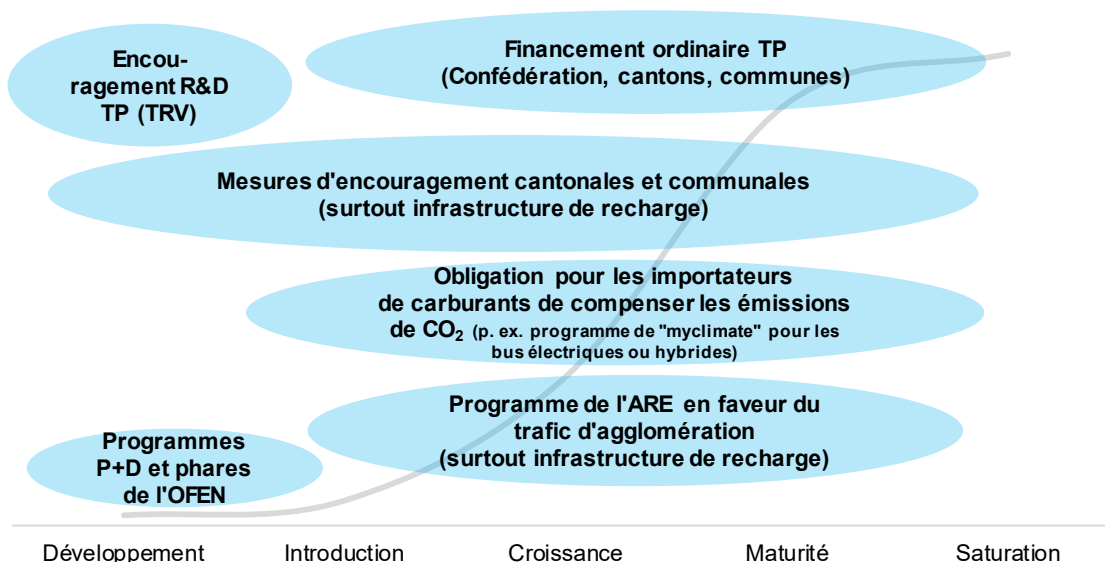 Encou-
ragement R&D
TP (TRV)
Financement ordinaire TP
(Confédération, cantons, communes)
Mesures d'encouragement cantonales et communales
(surtout infrastructure de recharge)
Obligation pour les importateurs
de carburants de compenser les émissions
de CO₂ (p. ex. programme de "myclimate" pour les
bus électriques ou hybrides)
Programme de l'ARE en faveur du
trafic d'agglomération
(surtout infrastructure de recharge)
Programmes
P+D et phares
de l'OFEN
Développement Introduction Croissance Maturité Saturation